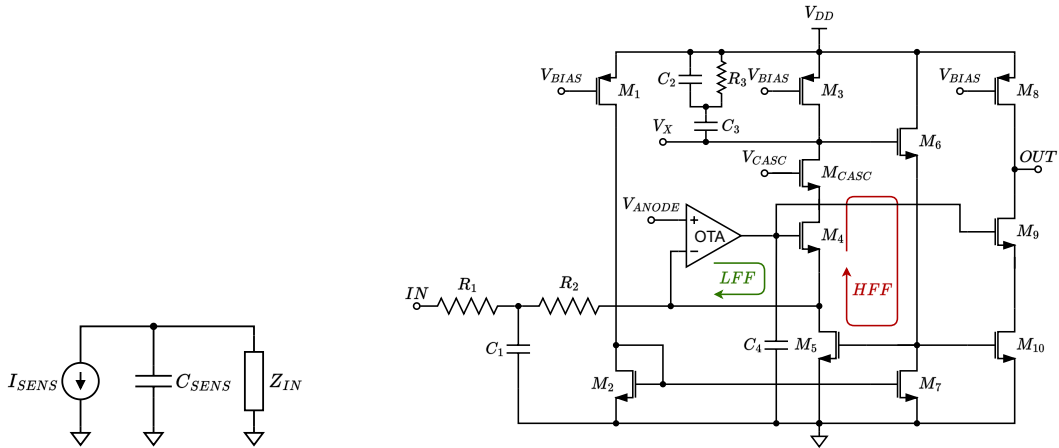 V_DD
V_BIAS
M_1
C_2
R_3
V_BIAS
M_3
V_BIAS
M_8
V_X
C_3
M_6
OUT
V_CASC
M_CASC
V_ANODE
+
OTA
−
M_4
M_9
LFF
HFF
IN
R_1
R_2
C_1
C_4
M_5
M_10
M_2
M_7
I_SENS
C_SENS
Z_IN